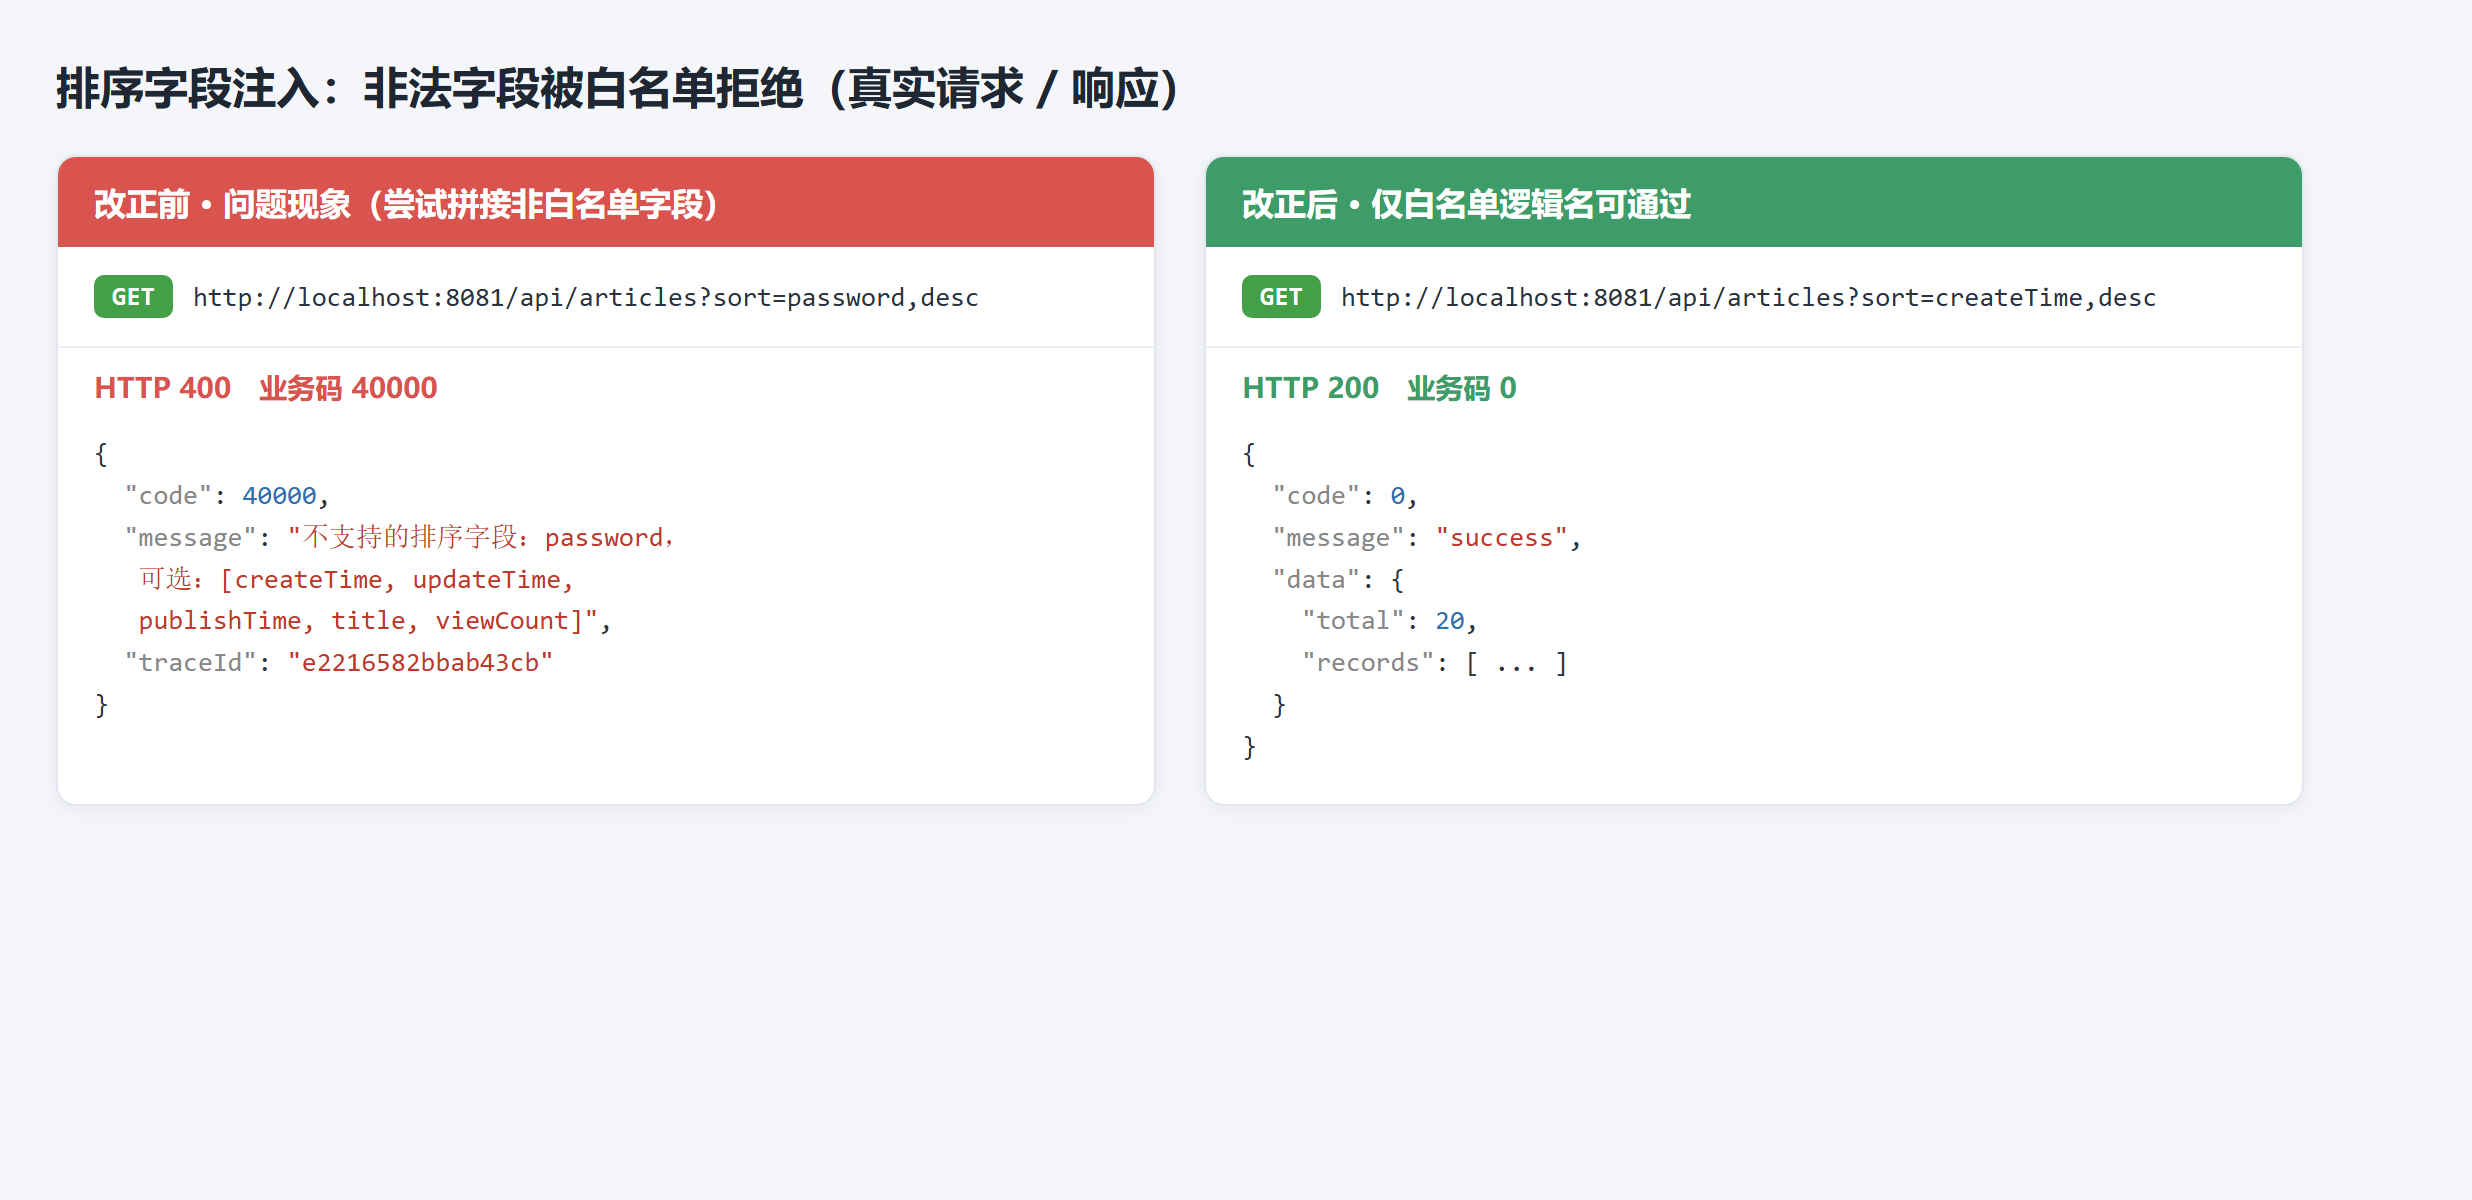 排序字段注入：非法字段被白名单拒绝（真实请求 / 响应）
改正前 · 问题现象（尝试拼接非白名单字段）
GET http://localhost:8081/api/articles?sort=password,desc
HTTP 400 业务码 40000
{
"code": 40000,
"message": "不支持的排序字段：password，
可选：[createTime, updateTime,
publishTime, title, viewCount]",
"traceId": "e2216582bbab43cb"
}
改正后 · 仅白名单逻辑名可通过
GET http://localhost:8081/api/articles?sort=createTime,desc
HTTP 200 业务码 0
{
"code": 0,
"message": "success",
"data": {
"total": 20,
"records": [ ... ]
}
}